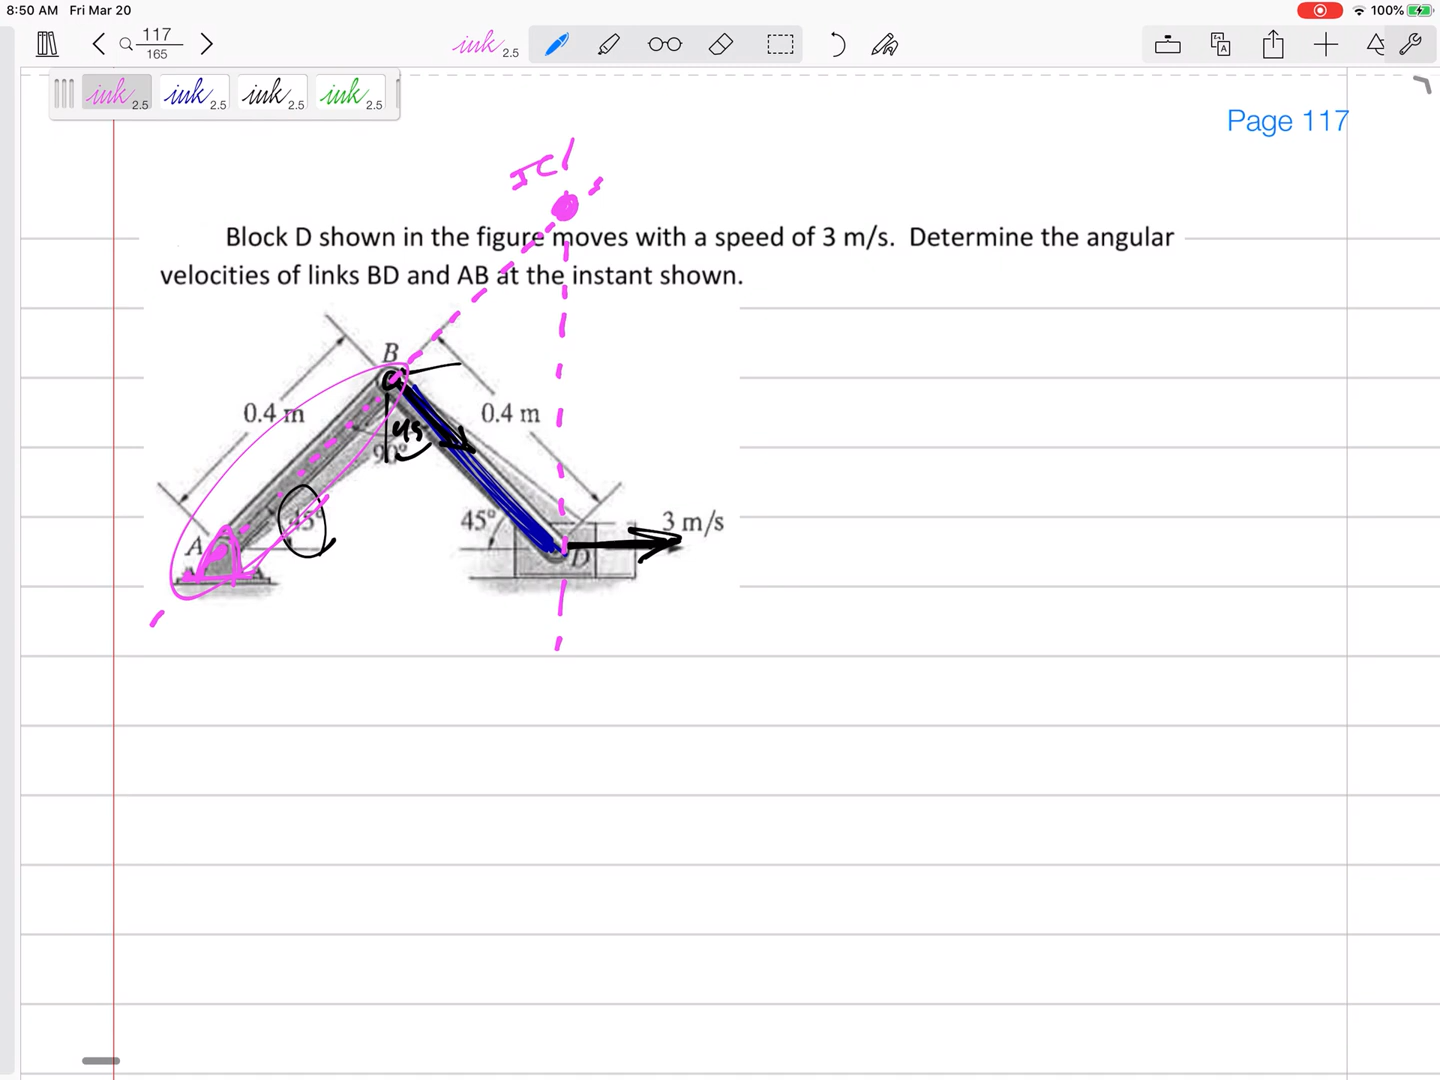 8:50 AM Fri Mar 20
100%
117
165
ink 2.5
ink 2.5
ink 2.5
ink 2.5
ink 2.5
Page 117
IC
Block D shown in the figure moves with a speed of 3 m/s. Determine the angular
velocities of links BD and AB at the instant shown.
B
0.4 m
0.4 m
45
90°
45°
45°
3 m/s
A
D